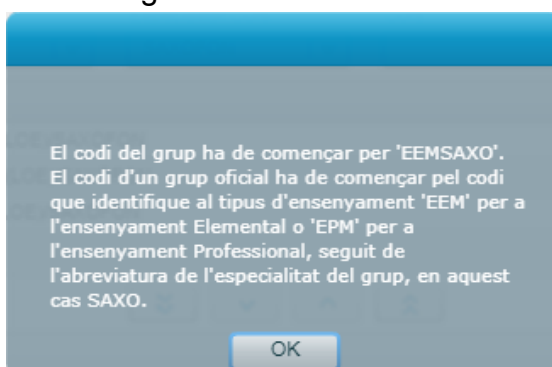 El codi del grup ha de començar per 'EEMSAXO'.
El codi d'un grup oficial ha de començar pel codi
que identifique al tipus d'ensenyament 'EEM' per a
l'ensenyament Elemental o 'EPM' per a
l'ensenyament Professional, seguit de
l'abreviatura de l'especialitat del grup, en aquest
cas SAXO.
OK